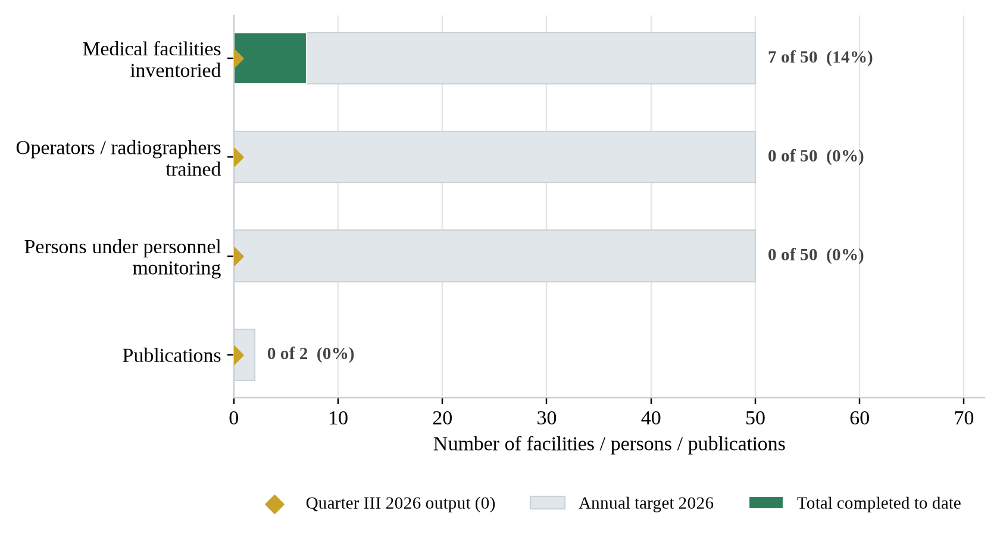 Medical facilities
inventoried
7 of 50 (14%)
Operators / radiographers
trained
0 of 50 (0%)
Persons under personnel
monitoring
0 of 50 (0%)
Publications
0 of 2 (0%)
0 10 20 30 40 50 60 70
Number of facilities / persons / publications
Quarter III 2026 output (0) Annual target 2026 Total completed to date